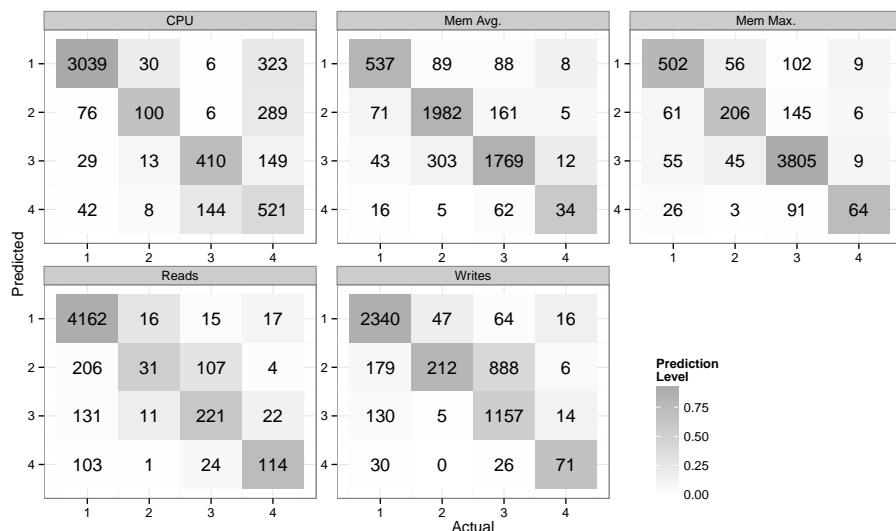 CPU Mem Avg. Mem Max.
1 3039 30 6 323 537 89 88 8 1 502 56 102 9
2 76 100 6 289 2 71 1982 161 5 2 61 206 145 6
3 29 13 410 149 3 43 303 1769 12 3 55 45 3805 9
4 42 8 144 521 4 16 5 62 34 4 26 3 91 64
1 2 3 4 1 2 3 4 1 2 3 4
Predicted
Reads Writes
1 4162 16 15 17 1 2340 47 64 16
2 206 31 107 4 2 179 212 888 6
3 131 11 221 22 3 130 5 1157 14
4 103 1 24 114 4 30 0 26 71
1 2 3 4 1 2 3 4
Actual
Prediction
Level
0.75
0.50
0.25
0.00